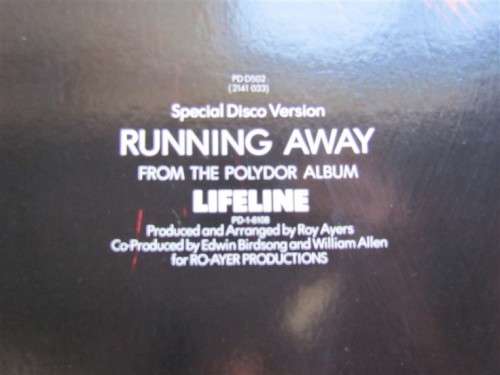 PD D502
(2141 033)
Special Disco Version
RUNNING AWAY
FROM THE POLYDOR ALBUM
LIFELINE
PD-1-6108
Produced and Arranged by Roy Ayers
Co-Produced by Edwin Birdsong and William Allen
for RO-AYER PRODUCTIONS